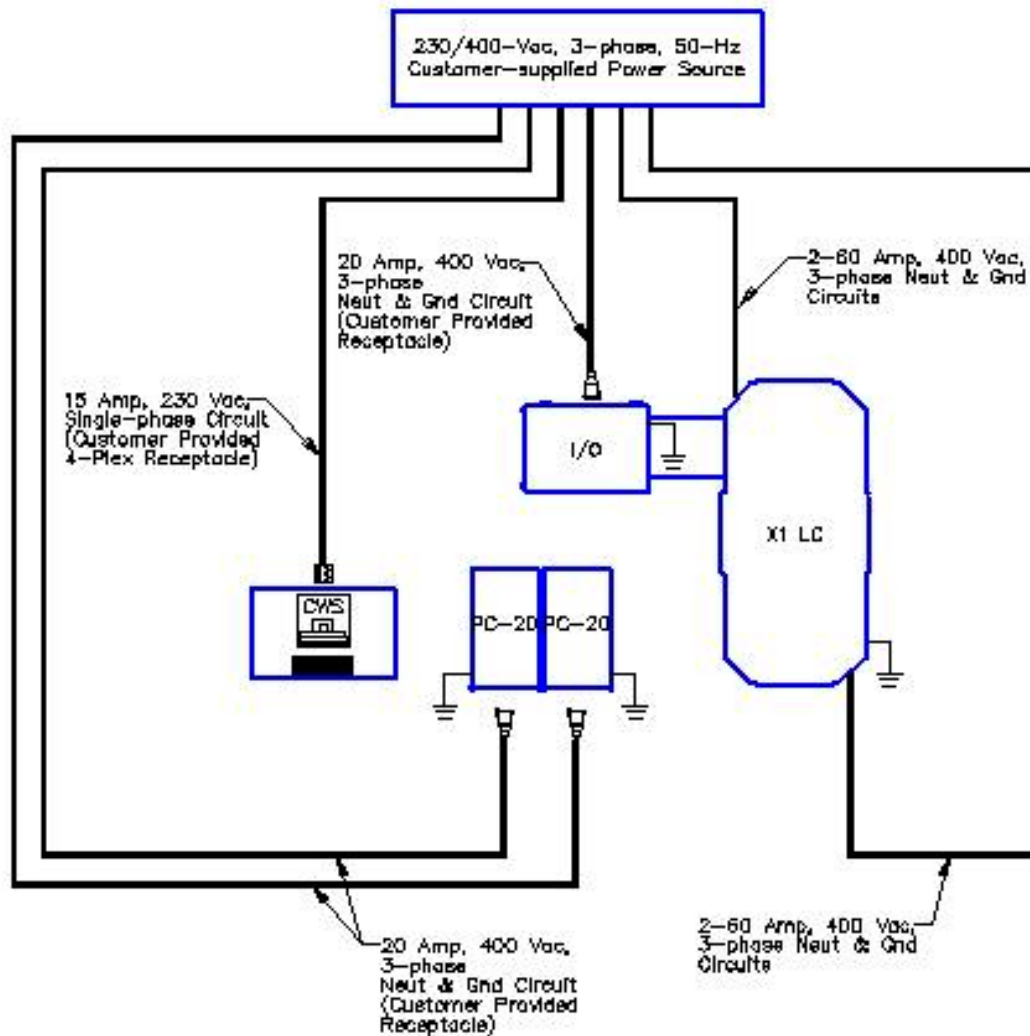 230/400-Vac, 3-phase, 50-Hz
Customer-supplied Power Source
20 Amp, 400 Vac,
3-phase
Neut & Gnd Circuit
(Customer Provided
Receptacle)
2-60 Amp, 400 Vac,
3-phase Neut & Gnd
Circuits
15 Amp, 230 Vac,
Single-phase Circuit
(Customer Provided
4-Plex Receptacle)
I/O
X1 LC
CWS
PC-20
PC-20
2-60 Amp, 400 Vac,
3-phase Neut & Gnd
Circuits
20 Amp, 400 Vac,
3-phase
Neut & Gnd Circuit
(Customer Provided
Receptacle)